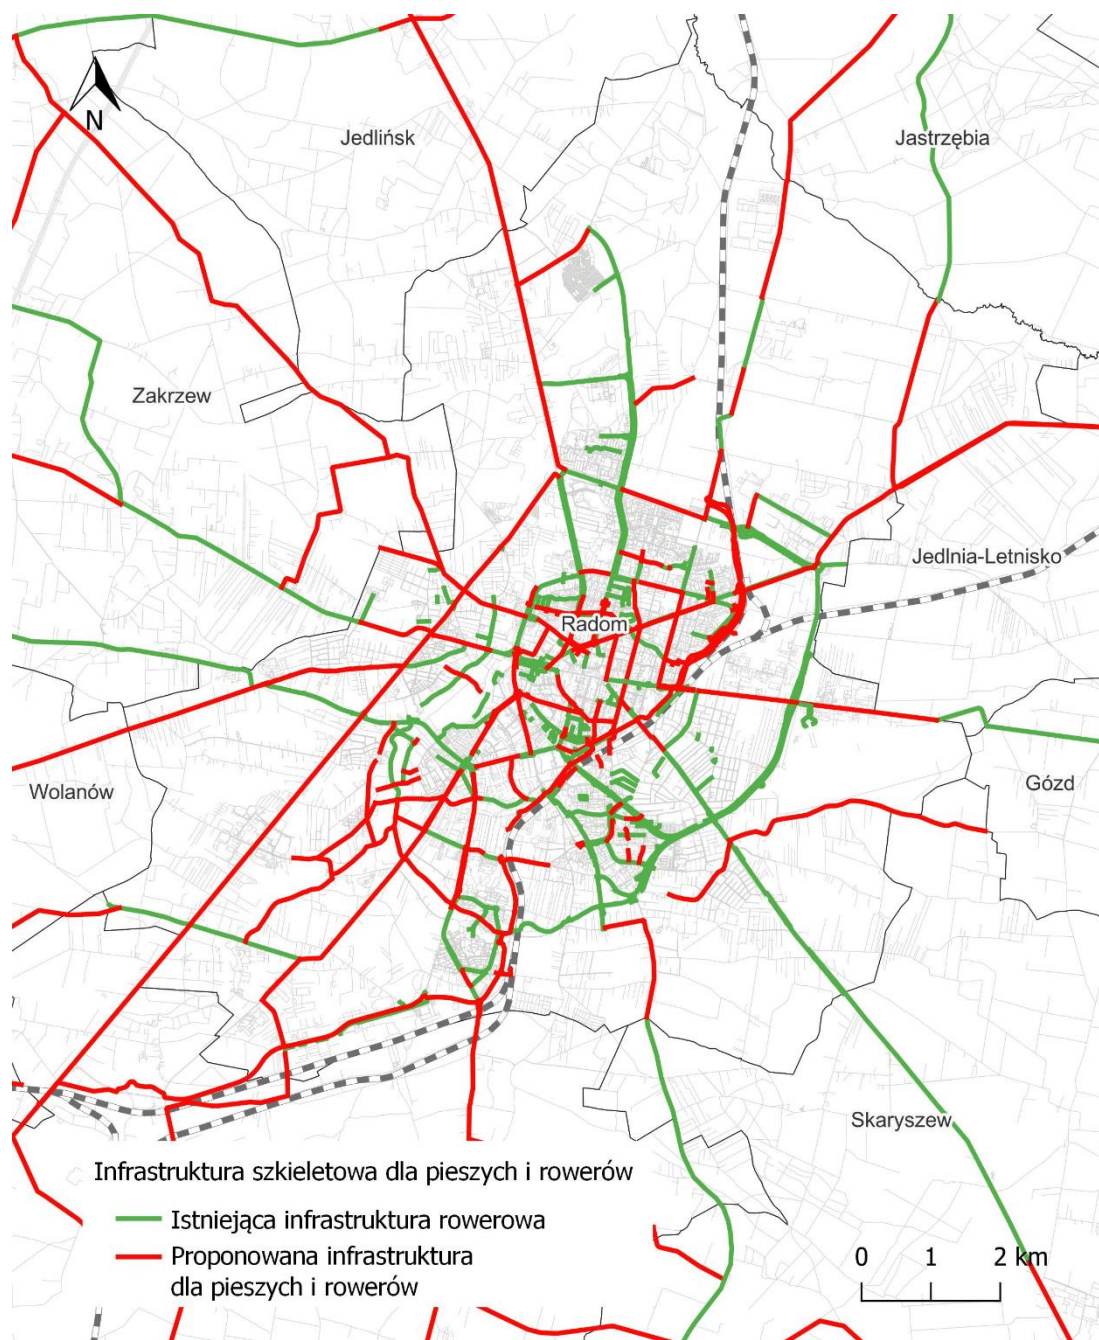 N
Jedlińsk
Jastrzębia
Zakrzew
Jedlnia-Letnisko
Radom
Wolanów
Gózd
Skaryszew
Infrastruktura szkieletowa dla pieszych i rowerów
Istniejąca infrastruktura rowerowa
Proponowana infrastruktura
dla pieszych i rowerów
0 1 2 km